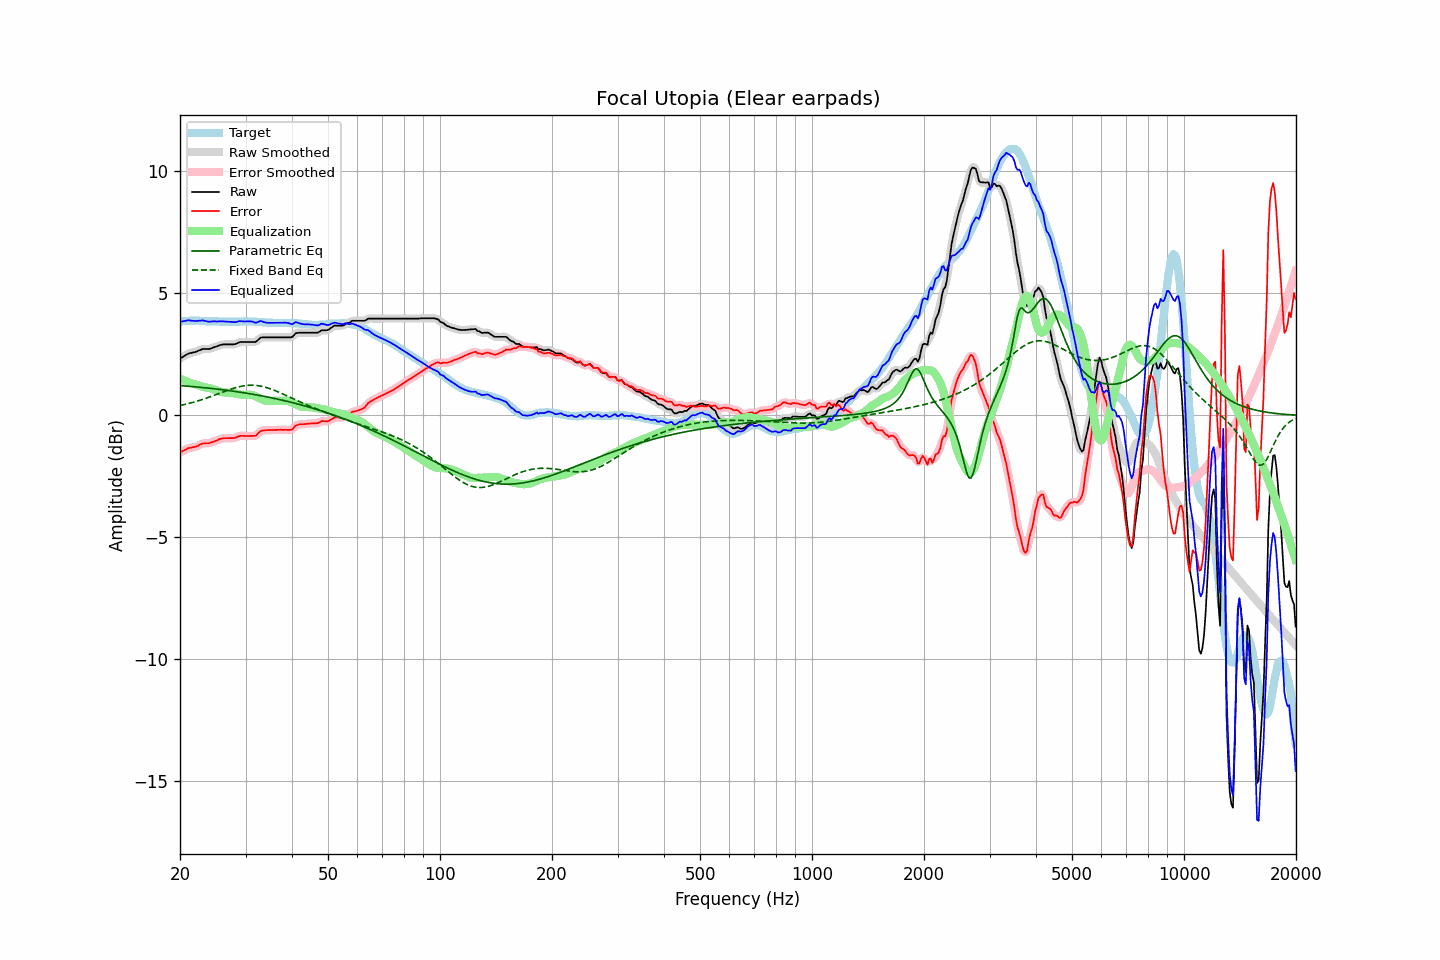 Focal Utopia (Elear earpads)
Target
Raw Smoothed
Error Smoothed
Raw
Error
Equalization
Parametric Eq
Fixed Band Eq
Equalized
Amplitude (dBr)
10
5
0
−5
−10
−15
20 50 100 200 500 1000 2000 5000 10000 20000
Frequency (Hz)